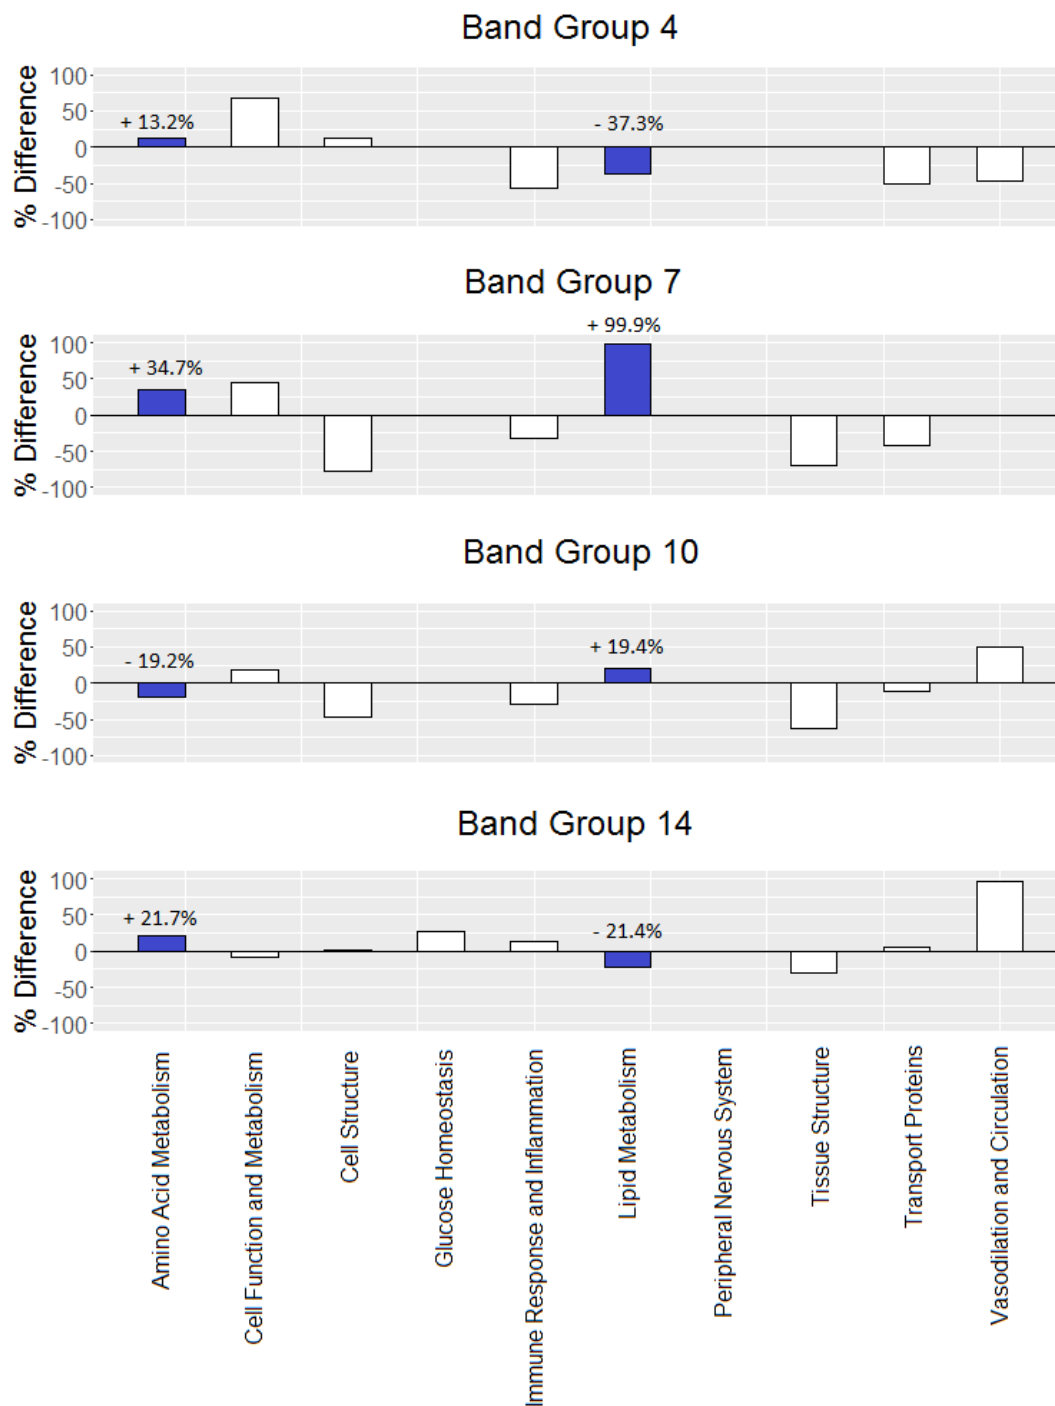 Band Group 4
% Difference
100
50
0
-50
-100
+ 13.2%
- 37.3%
Band Group 7
% Difference
100
50
0
-50
-100
+ 34.7%
+ 99.9%
Band Group 10
% Difference
100
50
0
-50
-100
- 19.2%
+ 19.4%
Band Group 14
% Difference
100
50
0
-50
-100
+ 21.7%
- 21.4%
Amino Acid Metabolism
Cell Function and Metabolism
Cell Structure
Glucose Homeostasis
Immune Response and Inflammation
Lipid Metabolism
Peripheral Nervous System
Tissue Structure
Transport Proteins
Vasodilation and Circulation